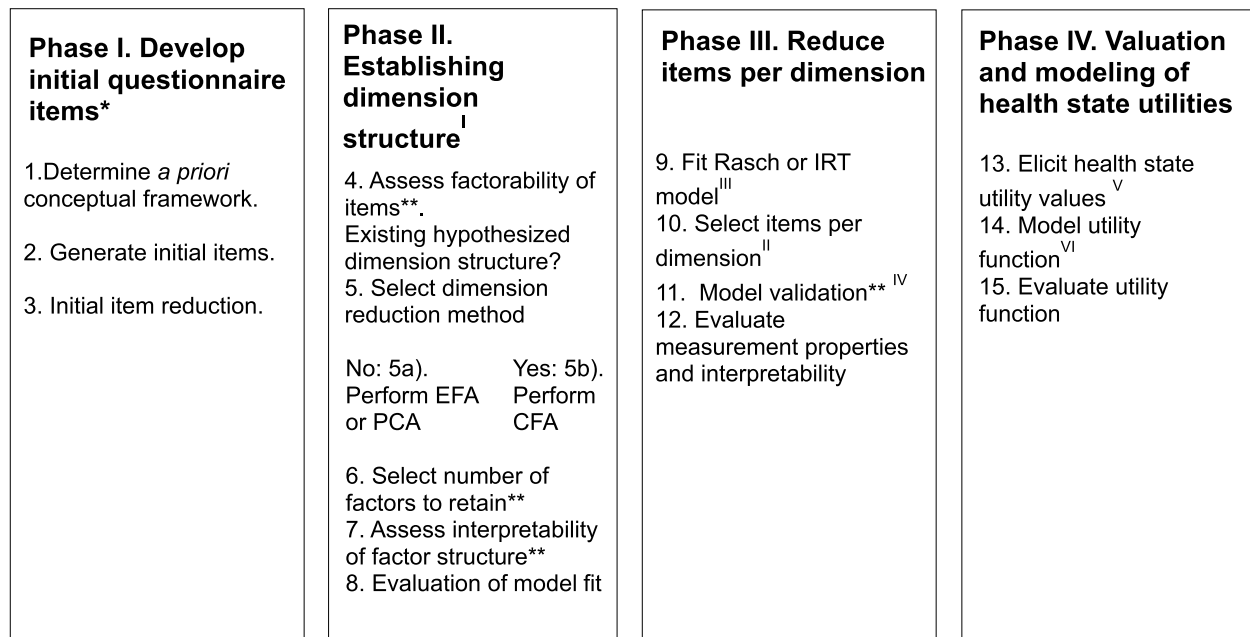 Phase I. Develop
initial questionnaire
items*
1.Determine a priori
conceptual framework.
2. Generate initial items.
3. Initial item reduction.
Phase II.
Establishing
dimension
structure^I
4. Assess factorability of
items**.
Existing hypothesized
dimension structure?
5. Select dimension
reduction method
No: 5a).
Perform EFA
or PCA
Yes: 5b).
Perform
CFA
6. Select number of
factors to retain**
7. Assess interpretability
of factor structure**
8. Evaluation of model fit
Phase III. Reduce
items per dimension
9. Fit Rasch or IRT
model^III
10. Select items per
dimension^II
11.  Model validation** ^IV
12. Evaluate
measurement properties
and interpretability
Phase IV. Valuation
and modeling of
health state utilities
13. Elicit health state
utility values ^V
14. Model utility
function^VI
15. Evaluate utility
function